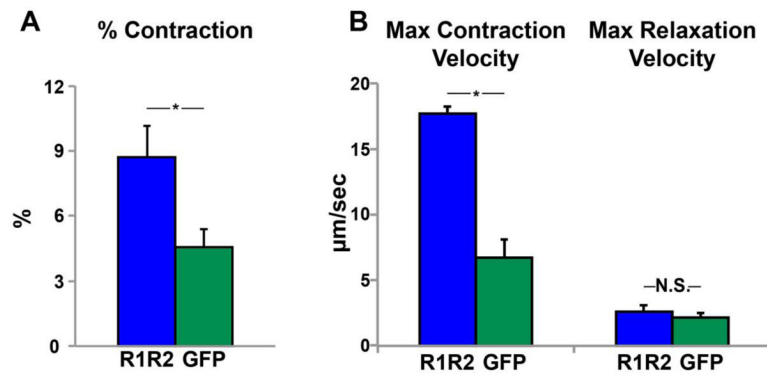 A
% Contraction
12
9
6
3
0
%
*
R1R2 GFP
B
Max Contraction
Velocity
Max Relaxation
Velocity
20
15
10
5
0
µm/sec
*
N.S.
R1R2 GFP
R1R2 GFP